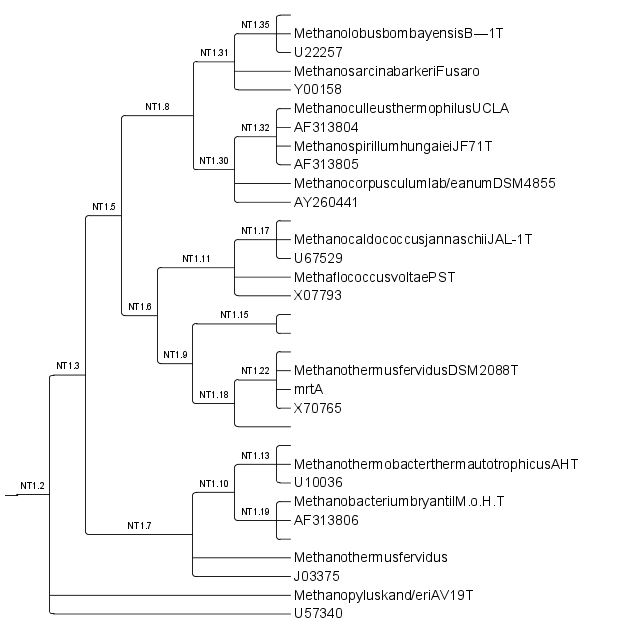 NT1.35
MethanolobusbombayensisB—1T
NT1.31
U22257
MethanosarcinabarkeriFusaro
Y00158
NT1.8
MethanoculleusthermophilusUCLA
NT1.32
AF313804
MethanospirillumhungaieiJF71T
NT1.30
AF313805
Methanocorpusculumlab/eanumDSM4855
AY260441
NT1.5
NT1.17
MethanocaldococcusjannaschiiJAL-1T
NT1.11
U67529
MethaflococcusvoltaePST
X07793
NT1.6
NT1.15
NT1.9
NT1.22
MethanothermusfervidusDSM2088T
NT1.3
mrtA
NT1.18
X70765
NT1.13
MethanothermobacterthermautotrophicusAHT
NT1.10
U10036
NT1.2
MethanobacteriumbryantilM.o.H.T
NT1.19
AF313806
NT1.7
Methanothermusfervidus
J03375
Methanopyluskand/eriAV19T
U57340